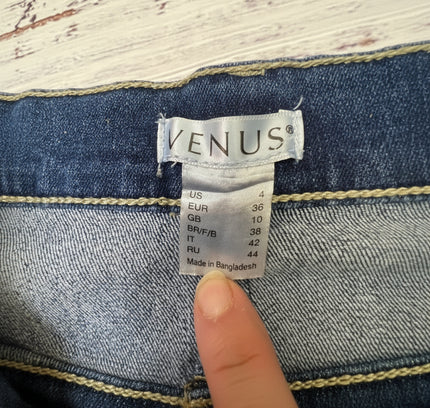 VENUS®
US 4
EUR 36
GB 10
BR/F/B 38
IT 42
RU 44
Made in Bangladesh